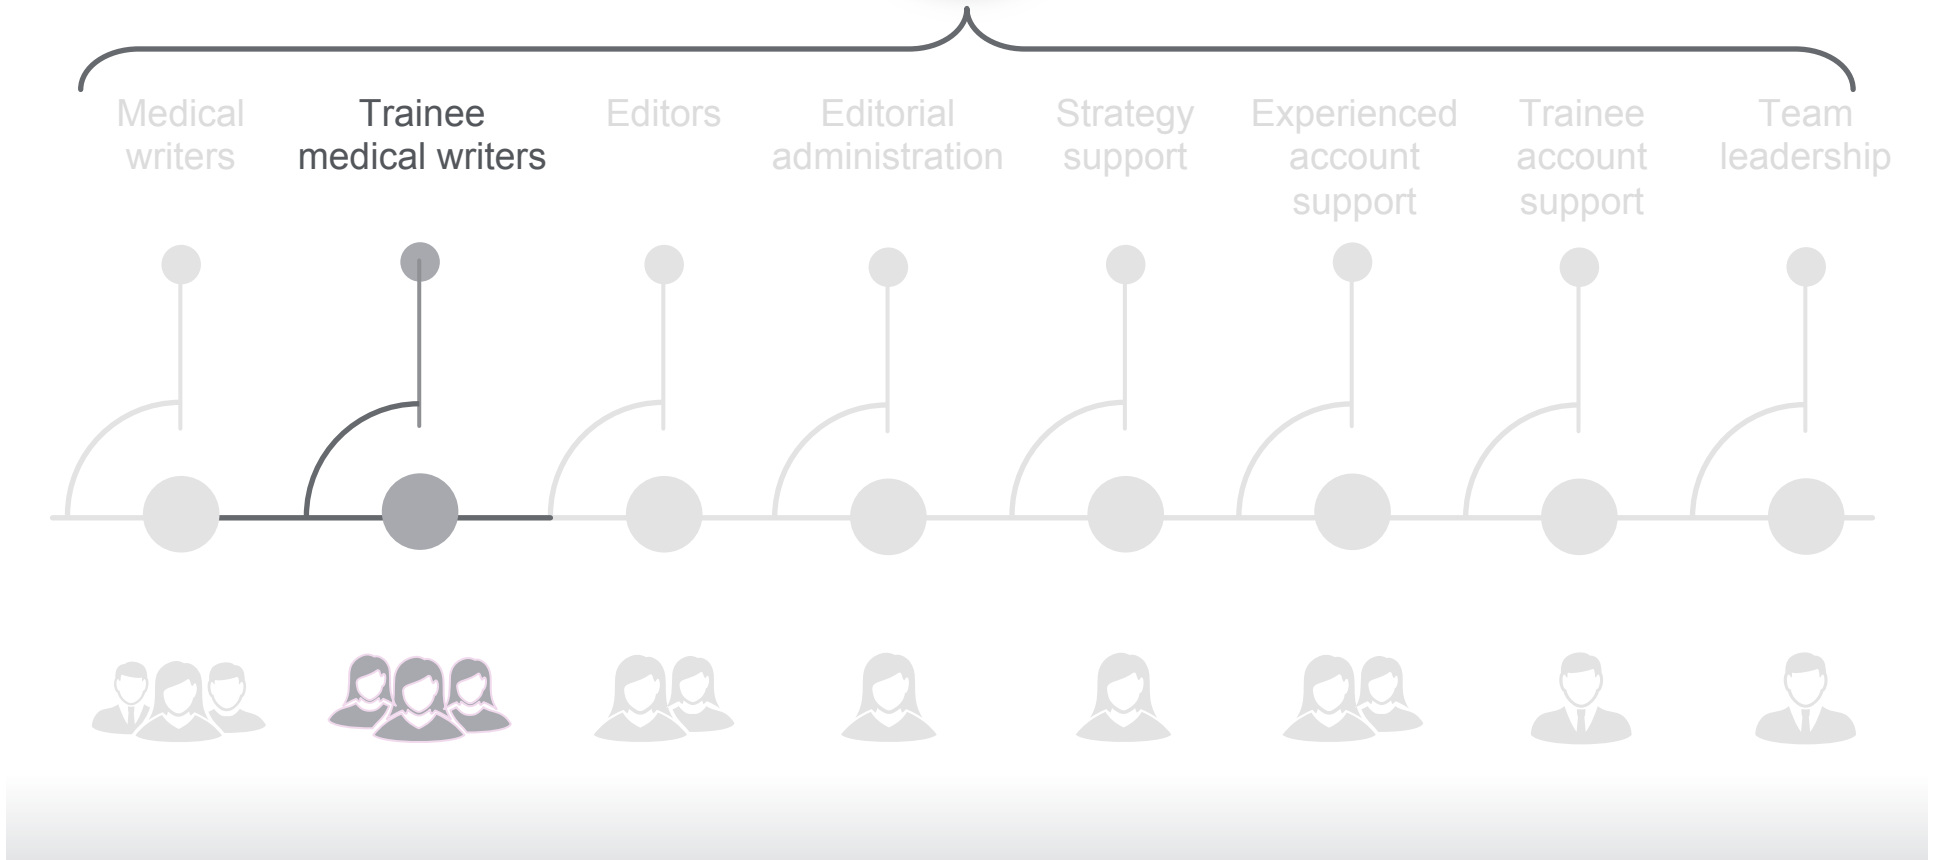 Medical
writers
Trainee
medical writers
Editors
Editorial
administration
Strategy
support
Experienced
account
support
Trainee
account
support
Team
leadership